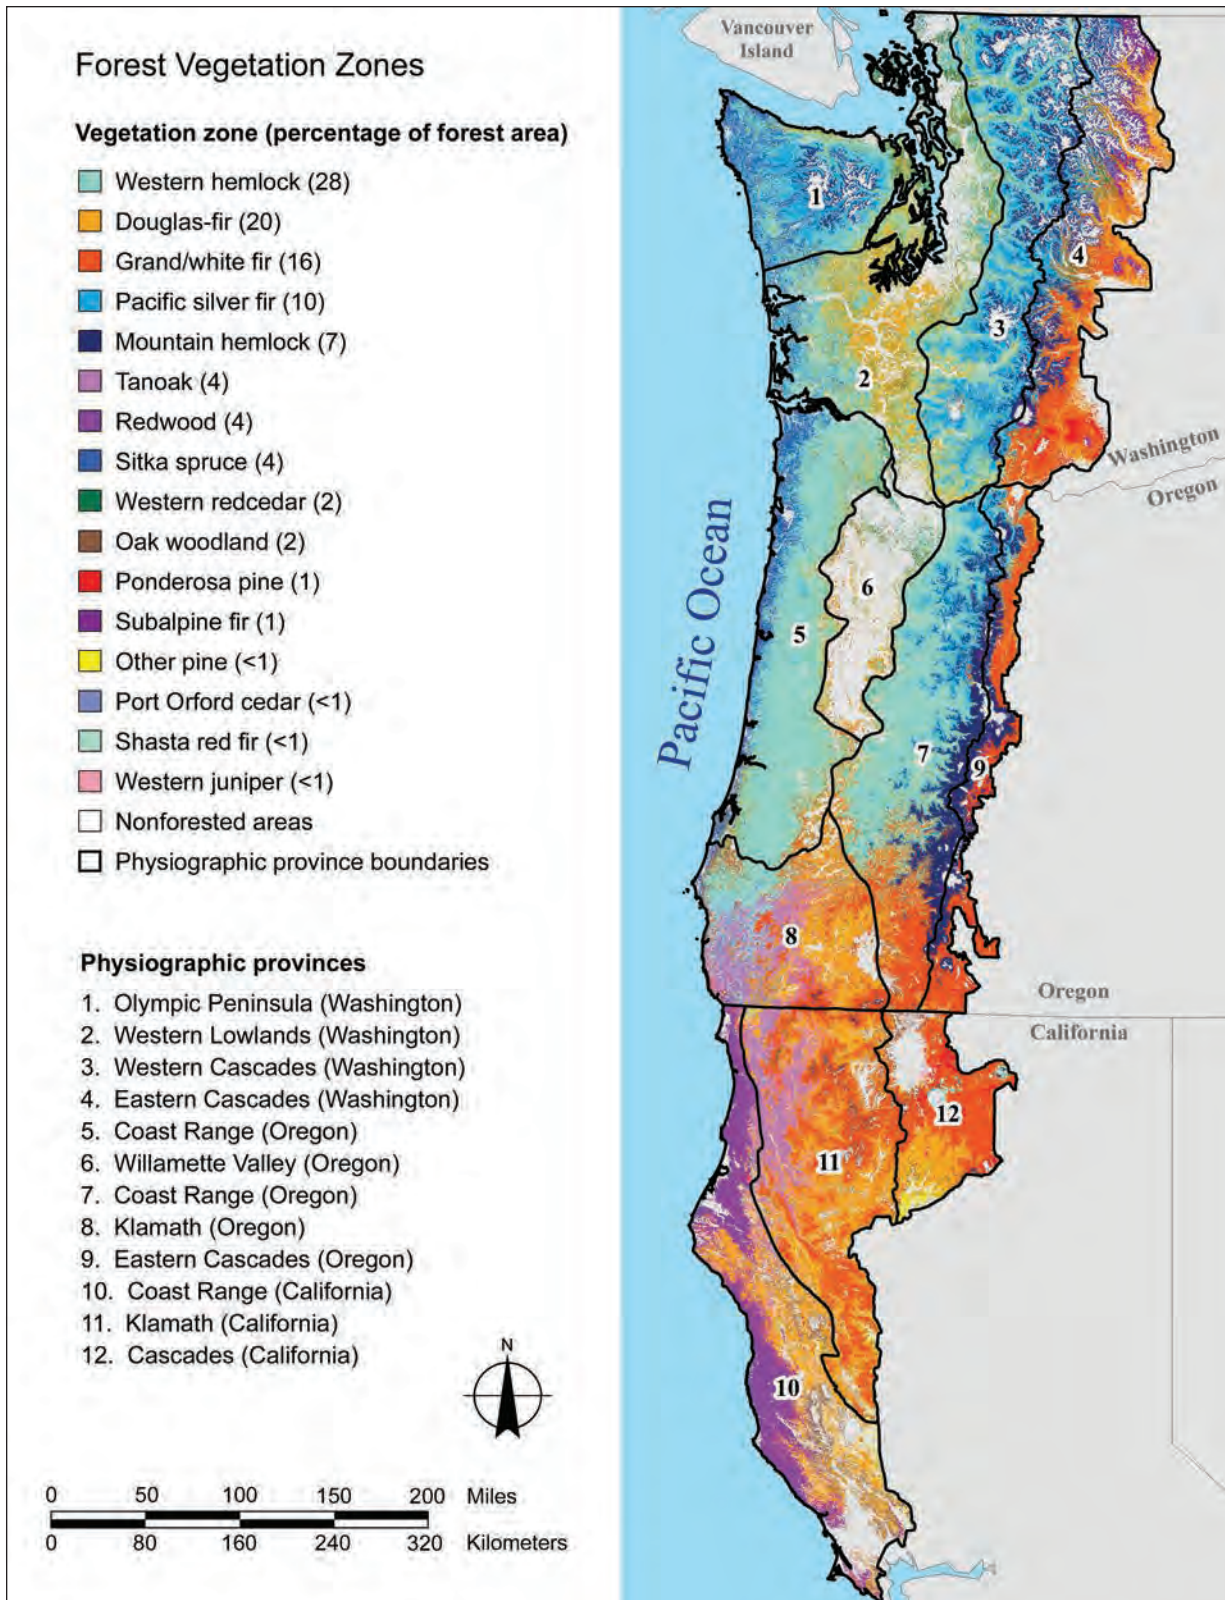 Forest Vegetation Zones
Vegetation zone (percentage of forest area)
Western hemlock (28)
Douglas-fir (20)
Grand/white fir (16)
Pacific silver fir (10)
Mountain hemlock (7)
Tanoak (4)
Redwood (4)
Sitka spruce (4)
Western redcedar (2)
Oak woodland (2)
Ponderosa pine (1)
Subalpine fir (1)
Other pine (<1)
Port Orford cedar (<1)
Shasta red fir (<1)
Western juniper (<1)
Nonforested areas
Physiographic province boundaries
Physiographic provinces
1. Olympic Peninsula (Washington)
2. Western Lowlands (Washington)
3. Western Cascades (Washington)
4. Eastern Cascades (Washington)
5. Coast Range (Oregon)
6. Willamette Valley (Oregon)
7. Coast Range (Oregon)
8. Klamath (Oregon)
9. Eastern Cascades (Oregon)
10. Coast Range (California)
11. Klamath (California)
12. Cascades (California)
N
0 50 100 150 200 Miles
0 80 160 240 320 Kilometers
Vancouver
Island
1
4
3
2
Washington
Oregon
Pacific Ocean
6
5
7
9
8
Oregon
California
12
11
10